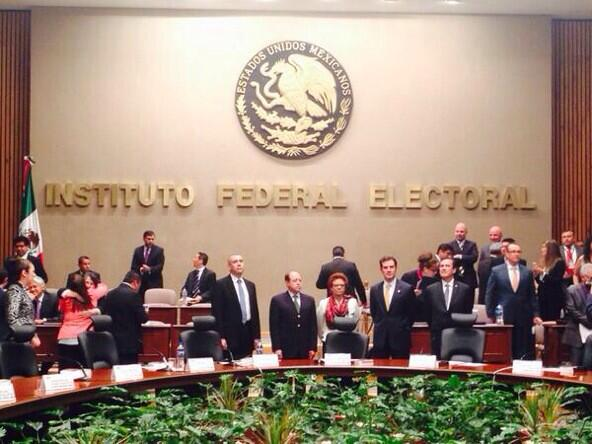 ESTADOS UNIDOS MEXICANOS
INSTITUTO FEDERAL ELECTORAL